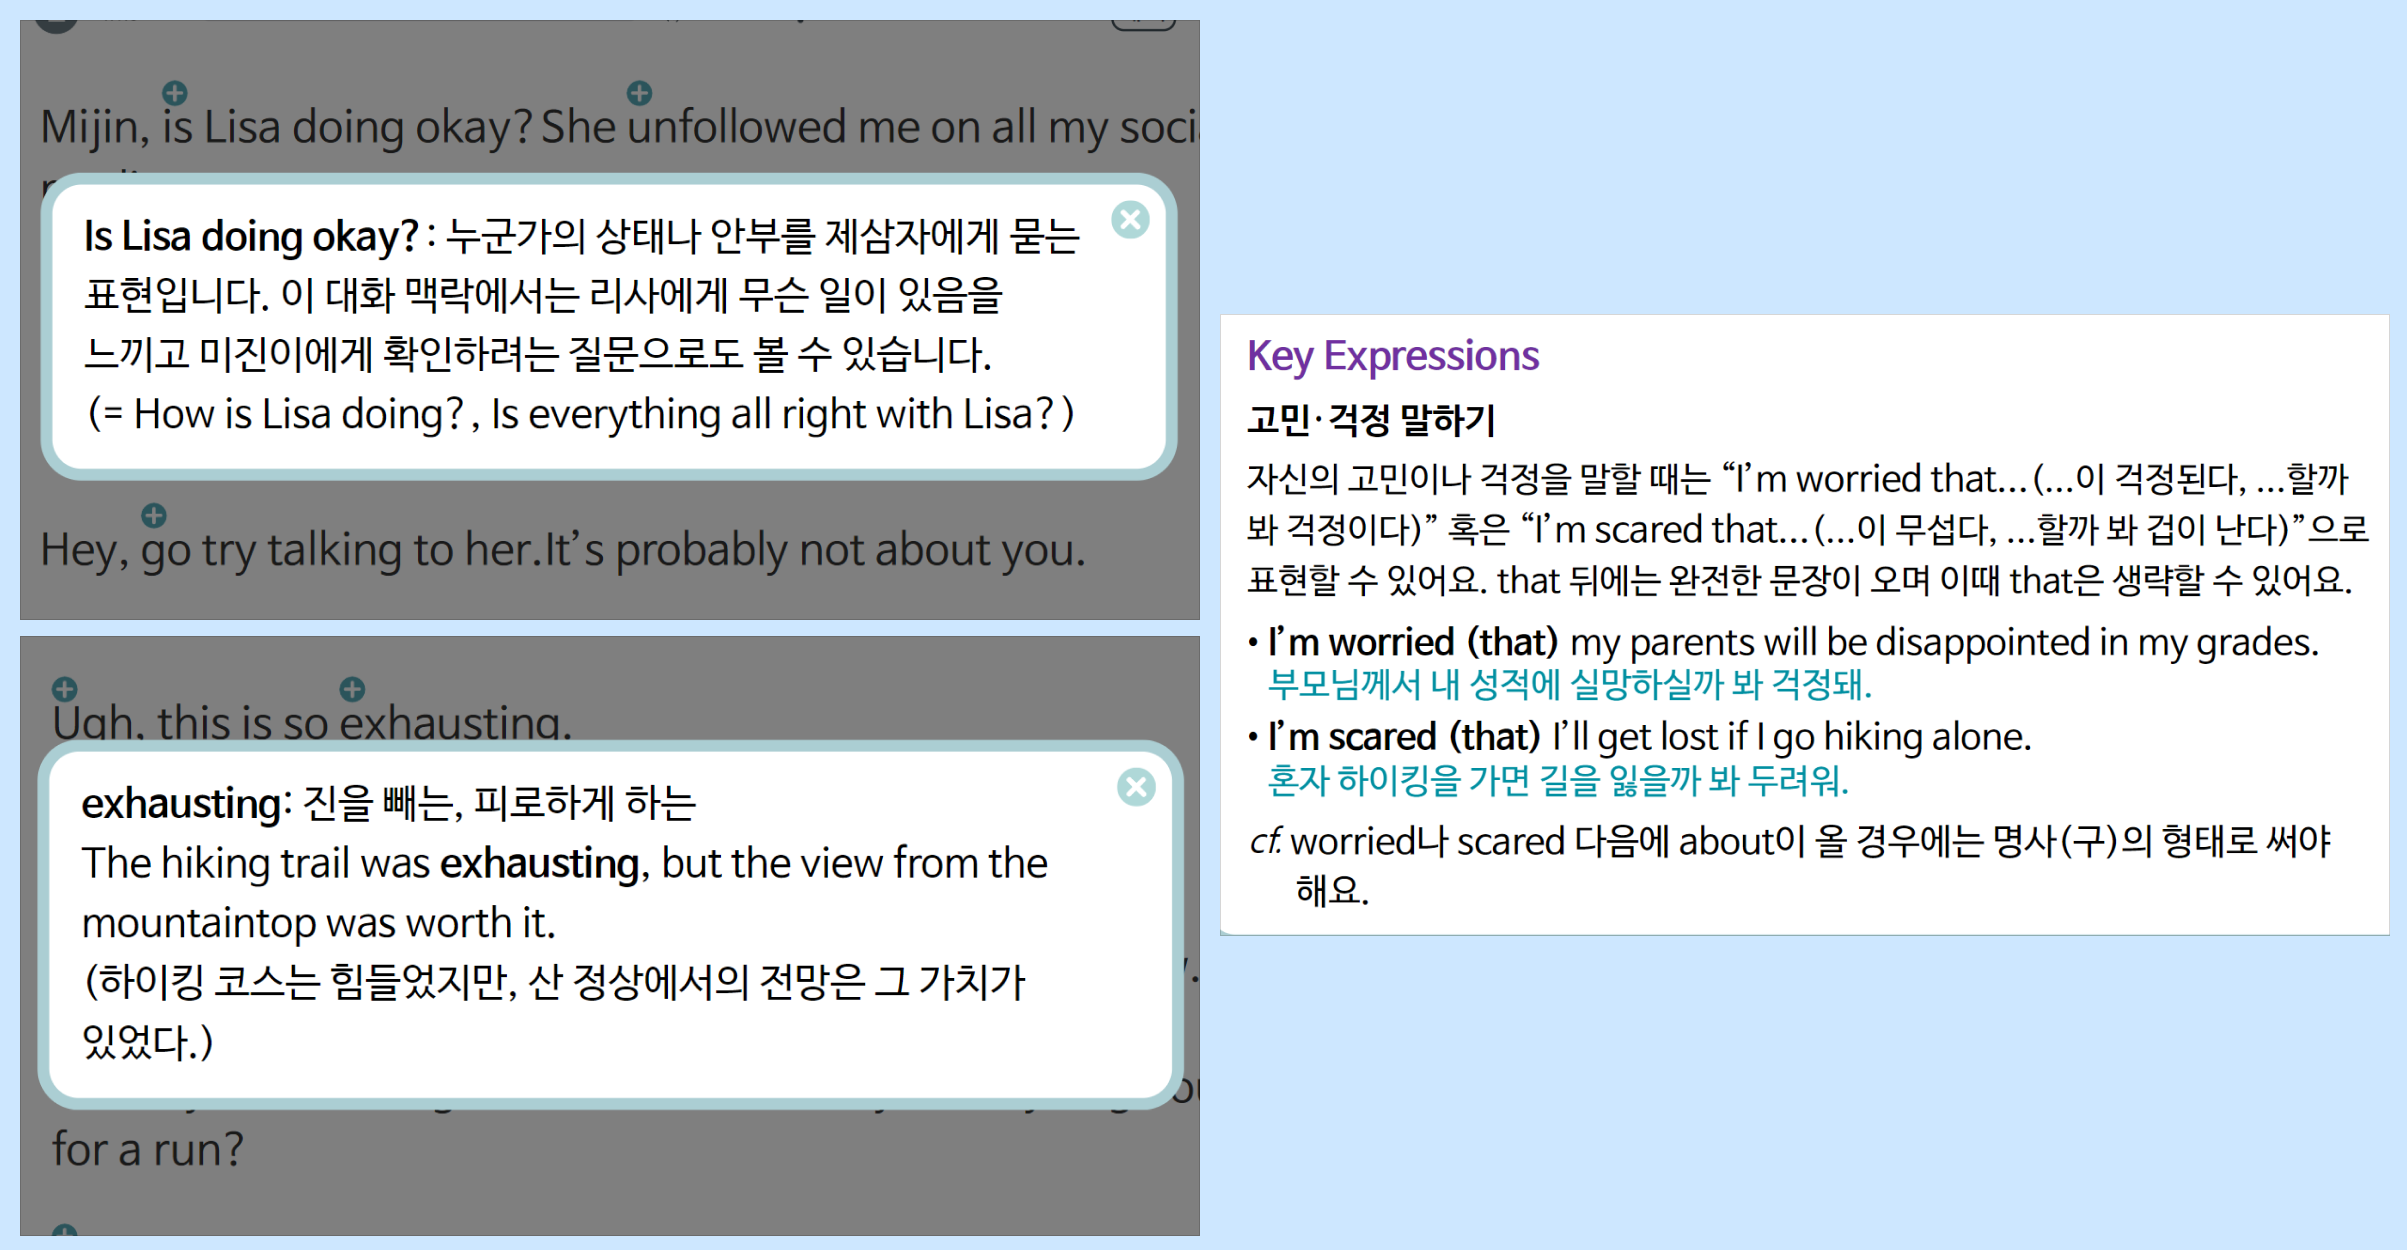 Mijin, is Lisa doing okay? She unfollowed me on all my soci
Is Lisa doing okay? : 누군가의 상태나 안부를 제삼자에게 묻는
표현입니다. 이 대화 맥락에서는 리사에게 무슨 일이 있음을
느끼고 미진이에게 확인하려는 질문으로도 볼 수 있습니다.
(= How is Lisa doing?, Is everything all right with Lisa?)
Hey, go try talking to her.It's probably not about you.
Ugh, this is so exhausting.
exhausting: 진을 빼는, 피로하게 하는
The hiking trail was exhausting, but the view from the
mountaintop was worth it.
(하이킹 코스는 힘들었지만, 산 정상에서의 전망은 그 가치가
있었다.)
for a run?
Key Expressions
고민·걱정 말하기
자신의 고민이나 걱정을 말할 때는 “I’m worried that...(...이 걱정된다, ...할까
봐 걱정이다)” 혹은 “I’m scared that...(...이 무섭다, ...할까 봐 겁이 난다)”으로
표현할 수 있어요. that 뒤에는 완전한 문장이 오며 이때 that은 생략할 수 있어요.
• I’m worried (that) my parents will be disappointed in my grades.
부모님께서 내 성적에 실망하실까 봐 걱정돼.
• I’m scared (that) I’ll get lost if I go hiking alone.
혼자 하이킹을 가면 길을 잃을까 봐 두려워.
cf. worried나 scared 다음에 about이 올 경우에는 명사(구)의 형태로 써야
해요.